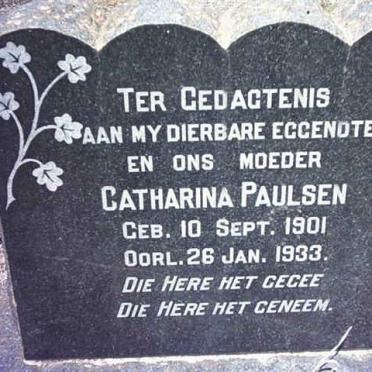 TER GEDAGTENIS
AAN MY DIERBARE EGGENOTE
EN ONS MOEDER
CATHARINA PAULSEN
GEB. 10 SEPT. 1901
OORL. 26 JAN. 1933.
DIE HERE HET GEGEE
DIE HERE HET GENEEM.